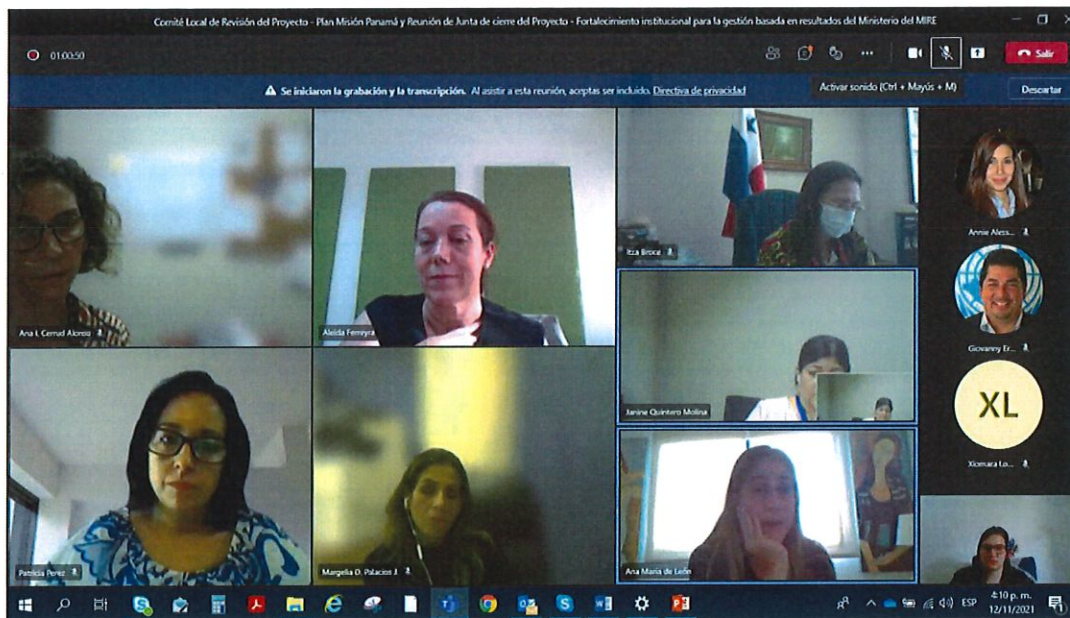 Comité Local de Revisión del Proyecto - Plan Misión Panamá y Reunión de Junta de cierre del Proyecto - Fortalecimiento institucional para la gestión basada en resultados del Ministerio del MIRE
01:00:50
Salir
Se iniciaron la grabación y la transcripción. Al asistir a esta reunión, aceptas ser incluido. Directiva de privacidad
Activar sonido (Ctrl + Mayús + M)
Descartar
Ana I. Cerrud Alonso
Aleida Ferreyra
Itza Broce
Annie Aless...
Giovanny Er...
Janine Quintero Molina
XL
Xiomara Lo...
Patricia Perez
Margelia D. Palacios J.
Ana Maria de León
ESP
4:10 p. m.
12/11/2021